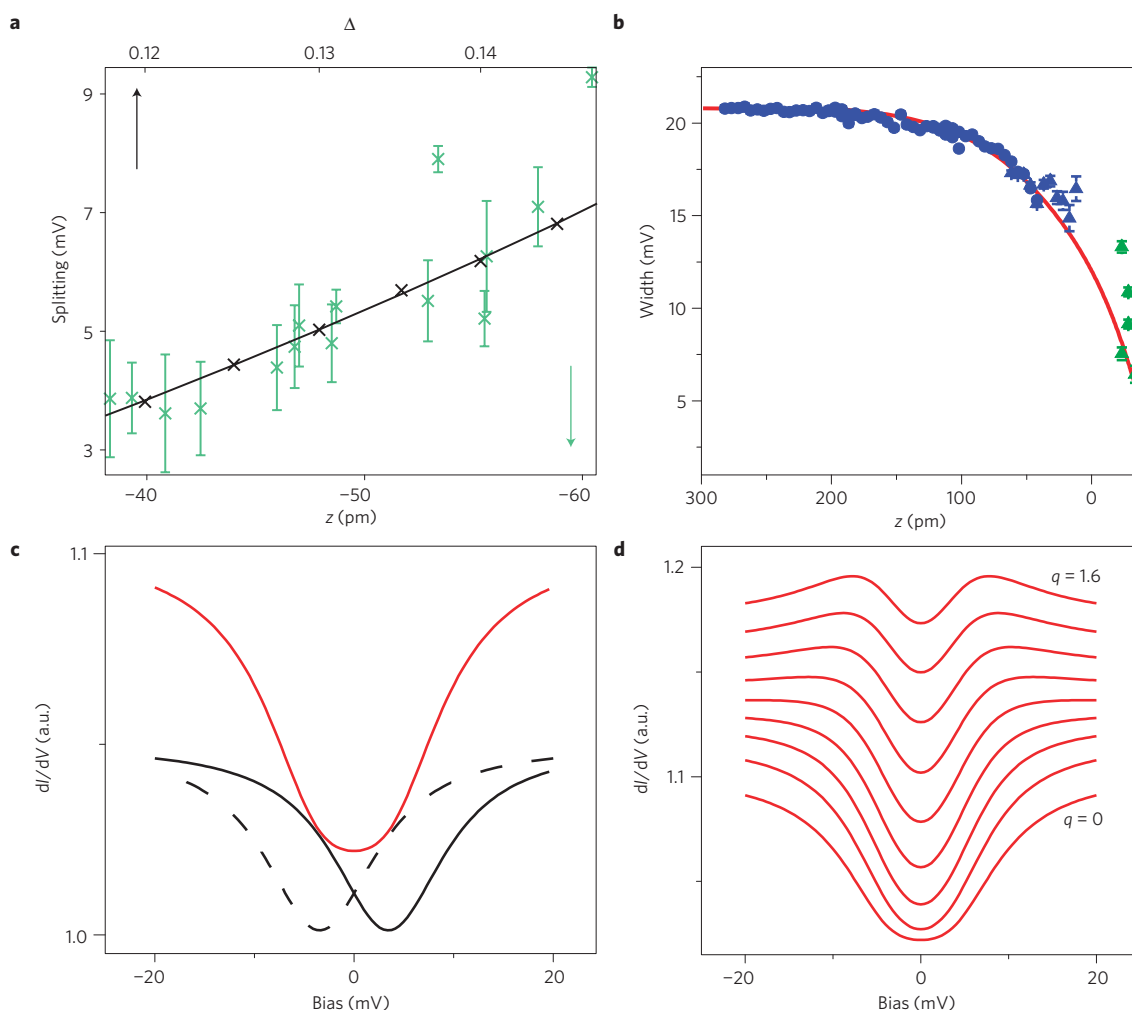 a
Δ
0.12 0.13 0.14
9
7
5
3
Splitting (mV)
−40 −50 −60
z (pm)
b
20
15
10
5
Width (mV)
300 200 100 0
z (pm)
c
1.1
1.0
dI/dV (a.u.)
−20 0 20
Bias (mV)
d
1.2
1.1
dI/dV (a.u.)
q = 1.6
q = 0
−20 0 20
Bias (mV)